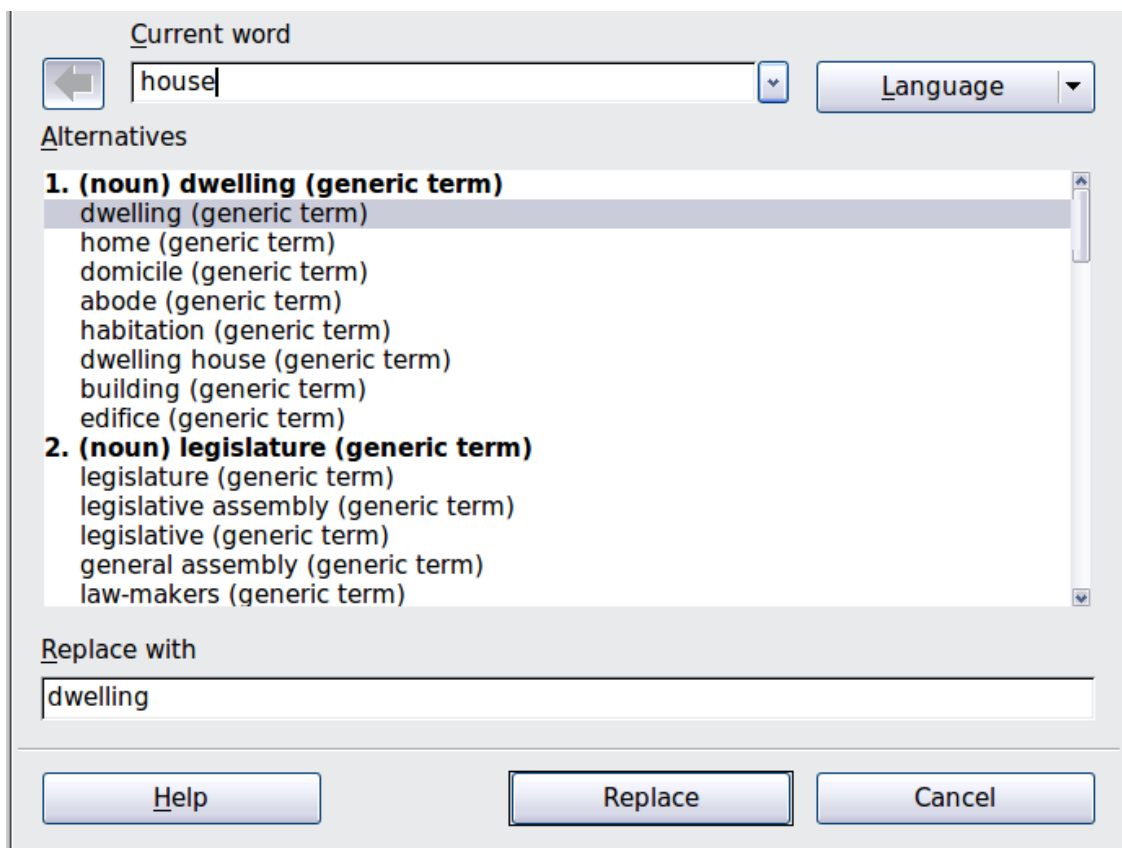 Current word
house
Language
Alternatives
1. (noun) dwelling (generic term)
dwelling (generic term)
home (generic term)
domicile (generic term)
abode (generic term)
habitation (generic term)
dwelling house (generic term)
building (generic term)
edifice (generic term)
2. (noun) legislature (generic term)
legislature (generic term)
legislative assembly (generic term)
legislative (generic term)
general assembly (generic term)
law-makers (generic term)
Replace with
dwelling
Help
Replace
Cancel